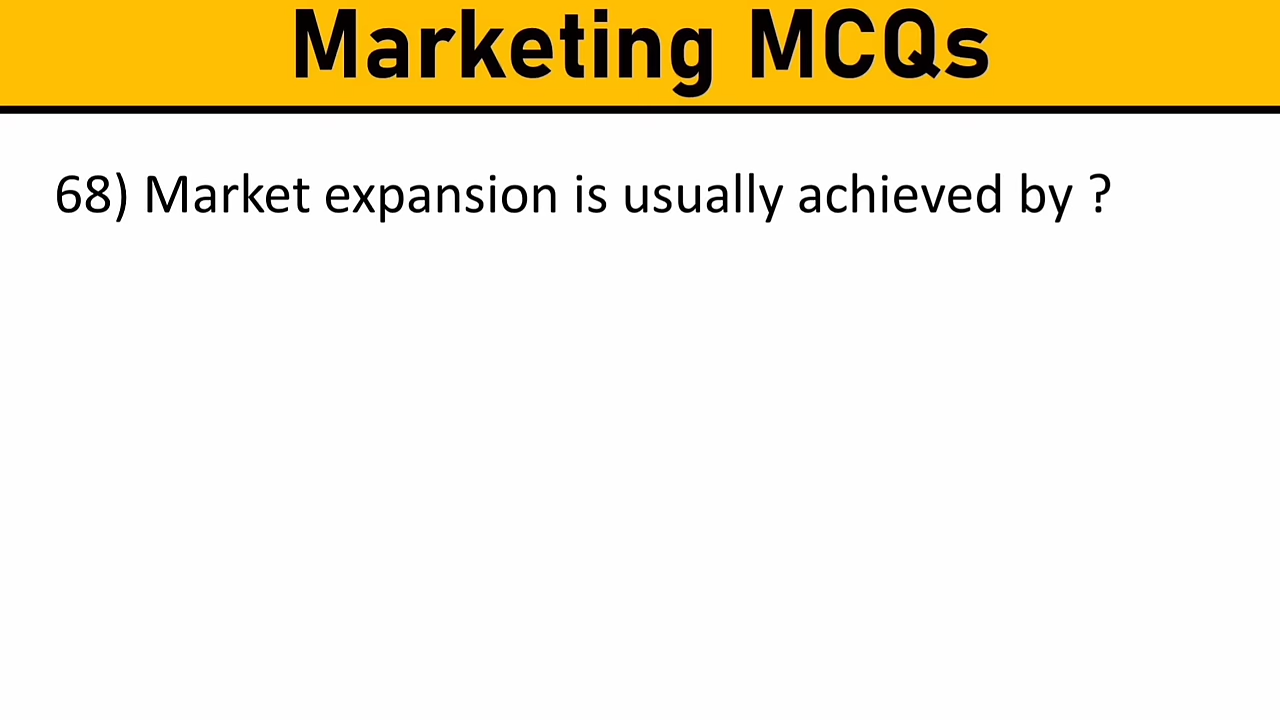 Marketing MCQs
68) Market expansion is usually achieved by ?